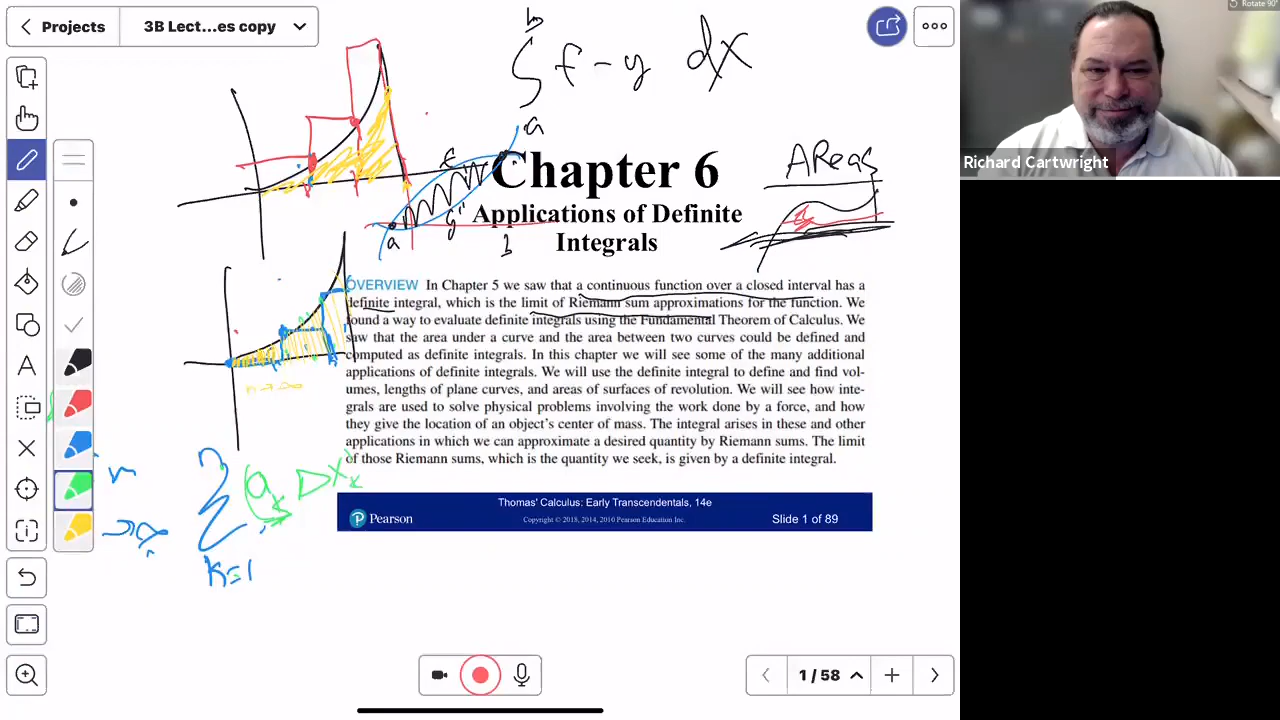 Projects
3B Lect...es copy
Rotate 90°
Richard Cartwright
b
∫ f - y dx
a
AReas
Chapter 6
Applications of Definite
Integrals
f
g
a
b
OVERVIEW In Chapter 5 we saw that a continuous function over a closed interval has a
definite integral, which is the limit of Riemann sum approximations for the function. We
found a way to evaluate definite integrals using the Fundamental Theorem of Calculus. We
saw that the area under a curve and the area between two curves could be defined and
computed as definite integrals. In this chapter we will see some of the many additional
applications of definite integrals. We will use the definite integral to define and find vol-
umes, lengths of plane curves, and areas of surfaces of revolution. We will see how inte-
grals are used to solve physical problems involving the work done by a force, and how
they give the location of an object's center of mass. The integral arises in these and other
applications in which we can approximate a desired quantity by Riemann sums. The limit
of those Riemann sums, which is the quantity we seek, is given by a definite integral.
n→∞
n
→∞
Σ
k=1
a k Δx k
A
Thomas' Calculus: Early Transcendentals, 14e
Pearson
Copyright © 2018, 2014, 2010 Pearson Education Inc.
Slide 1 of 89
1 / 58